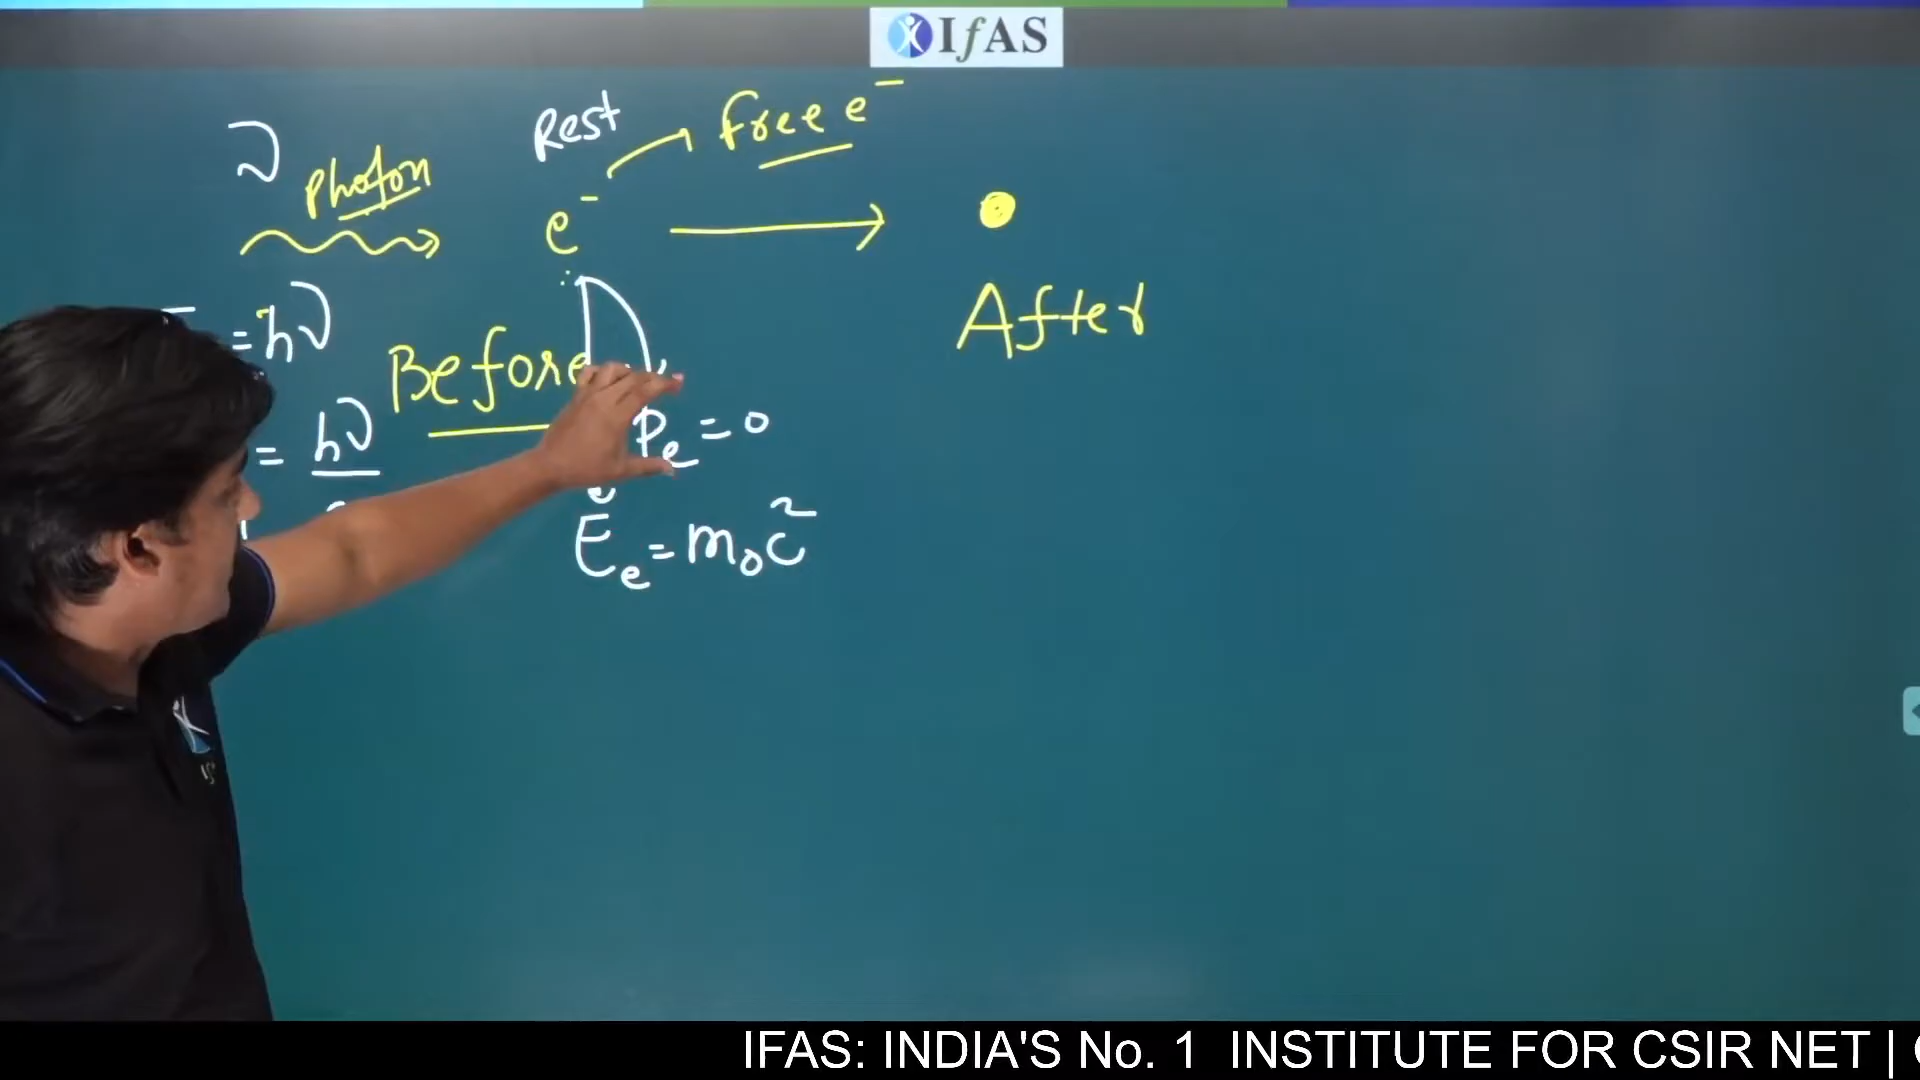 IfAS
ν Photon Rest free e⁻
e⁻
= hν
Before
After
= hν
Pₑ = 0
Eₑ = m₀c²
IFAS: INDIA'S No. 1 INSTITUTE FOR CSIR NET |